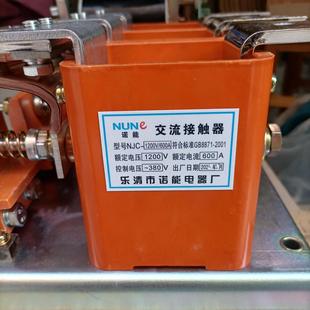 NUNe
诺能
交流接触器
型号NJC-1200V/600A 符合标准GB8871-2001
额定电压 1200 V 额定电流 600 A
控制电压 ~380 V 出厂日期 2021
乐清市诺能电器厂